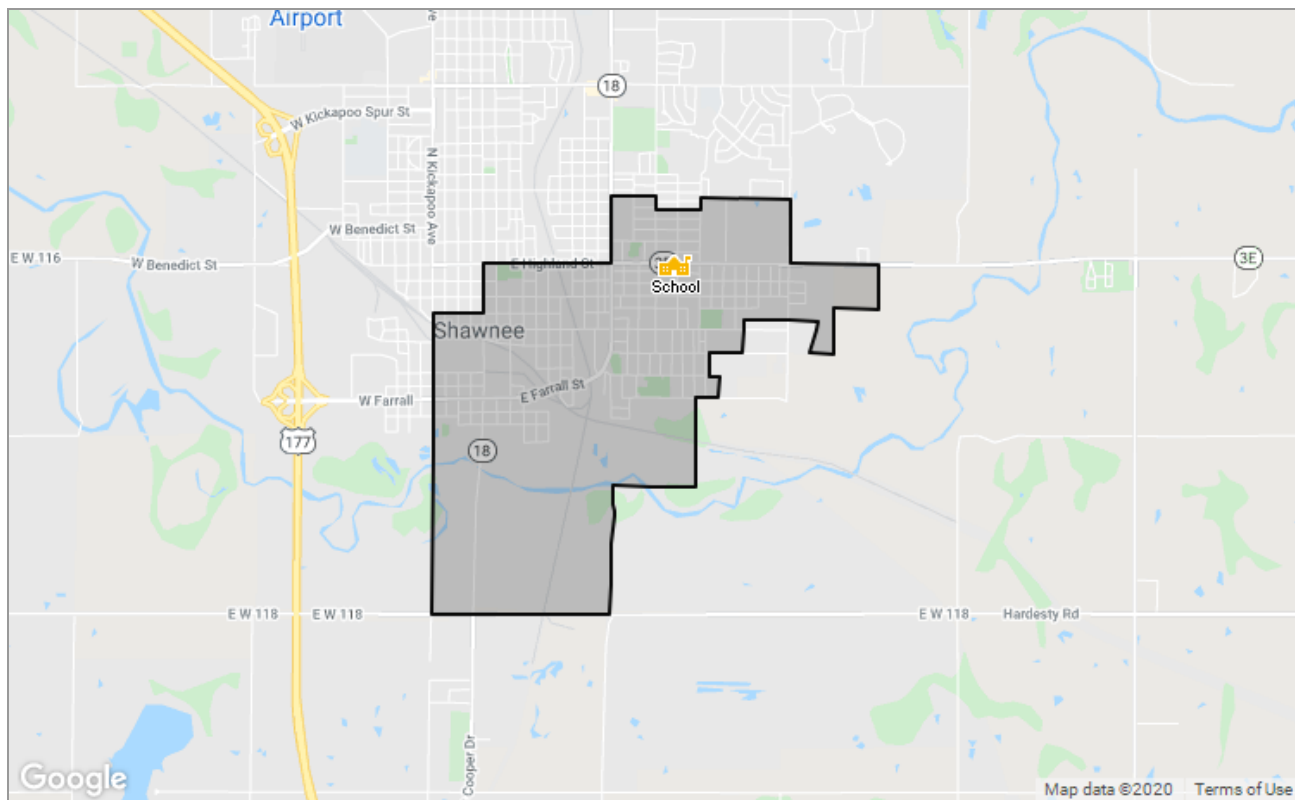 Airport
Ave
18
W Kickapoo Spur St
N Kickapoo Ave
W Benedict St
E W 116
W Benedict St
E Highland St
3E
School
Shawnee
E Farrall St
W Farrall
177
18
E W 118
E W 118
E W 118
Hardesty Rd
Cooper Dr
Google
Map data ©2020
Terms of Use